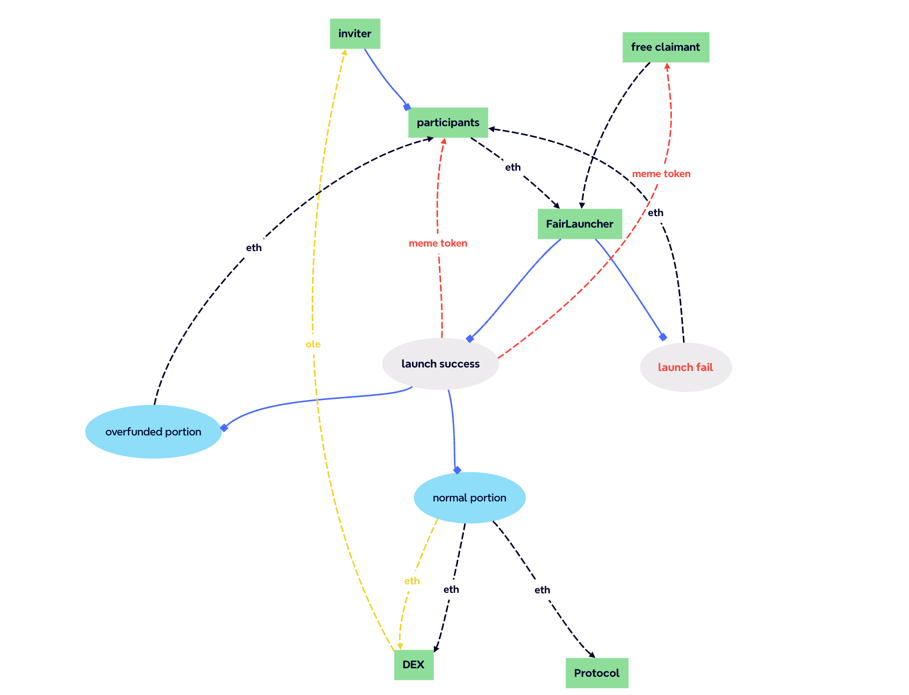 inviter
free claimant
participants
eth
meme token
eth
FairLauncher
meme token
eth
ole
launch success
launch fail
overfunded portion
normal portion
eth
eth
eth
DEX
Protocol